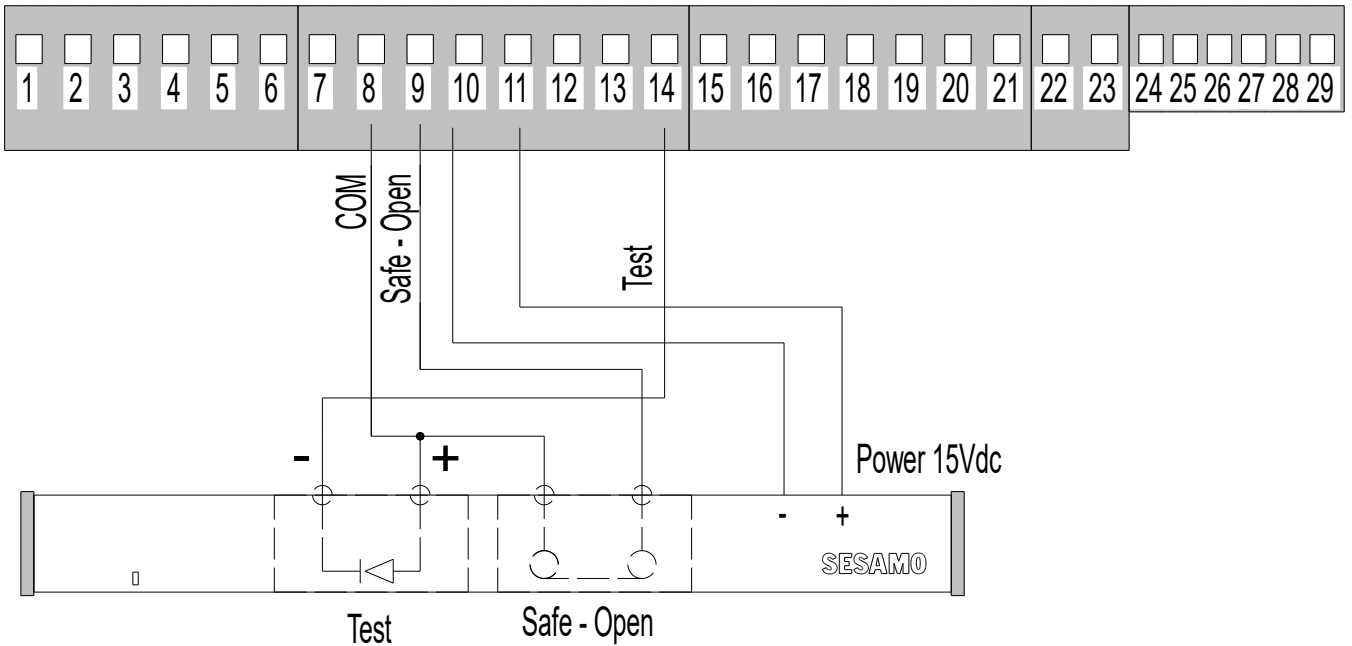 1 2 3 4 5 6 7 8 9 10 11 12 13 14 15 16 17 18 19 20 21 22 23 24 25 26 27 28 29
COM
Safe - Open
Test
- +
Power 15Vdc
- +
SESAMO
Test
Safe - Open